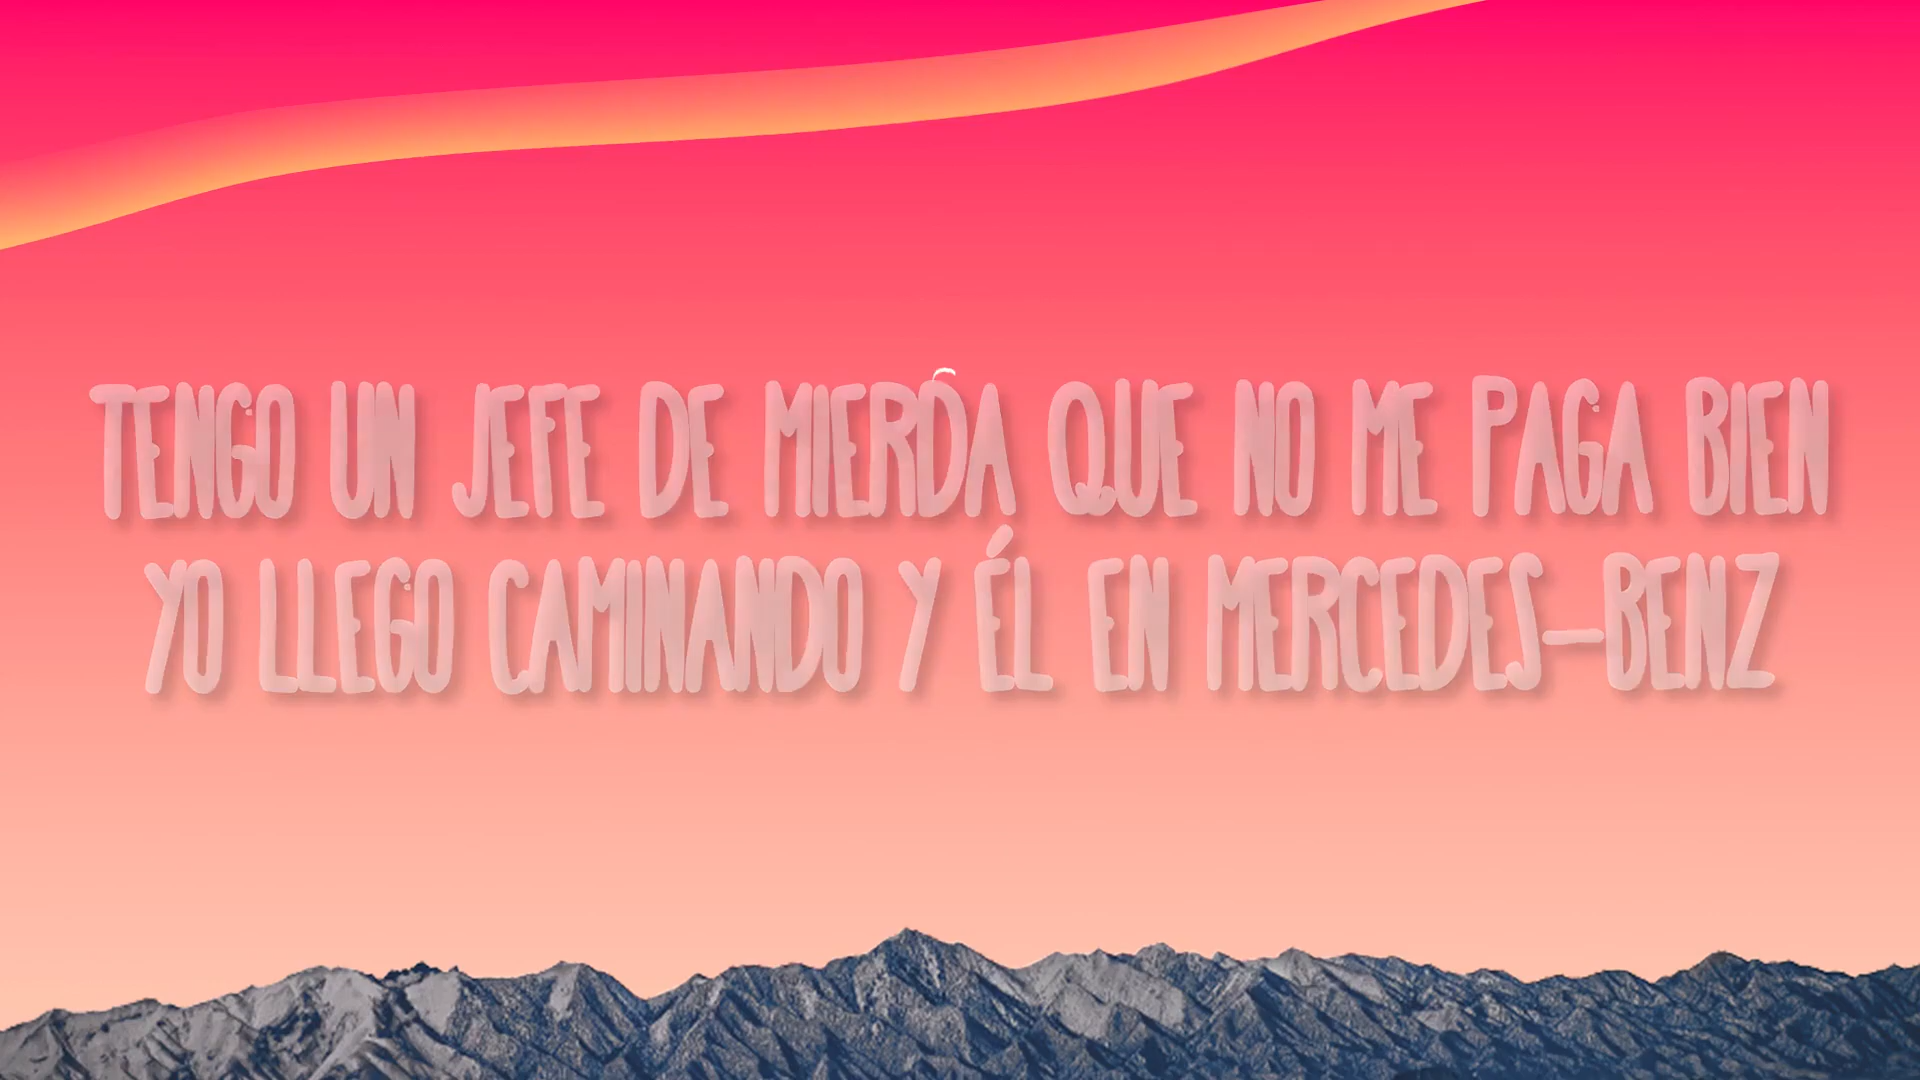 TENGO UN JEFE DE MIERDA QUE NO ME PAGA BIEN
YO LLEGO CAMINANDO Y ÉL EN MERCEDES-BENZ